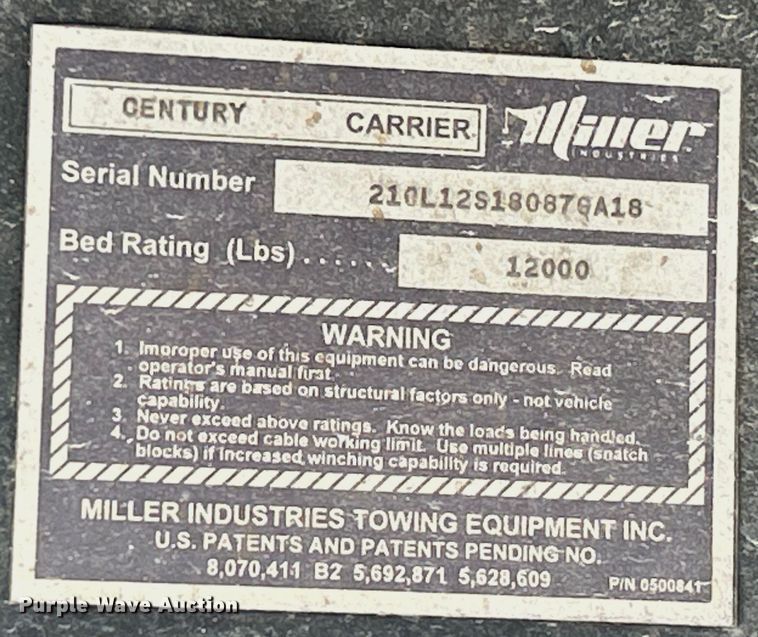 CENTURY CARRIER Miller
INDUSTRIES
Serial Number 210L12S18087GA18
Bed Rating (Lbs)...... 12000
WARNING
1. Improper use of this equipment can be dangerous. Read
operator's manual first.
2. Ratings are based on structural factors only - not vehicle
capability.
3. Never exceed above ratings. Know the loads being handled.
4. Do not exceed cable working limit. Use multiple lines (snatch
blocks) if increased winching capability is required.
MILLER INDUSTRIES TOWING EQUIPMENT INC.
U.S. PATENTS AND PATENTS PENDING NO.
8,070,411 B2 5,692,871 5,628,609 P/N 0500841
Purple Wave Auction